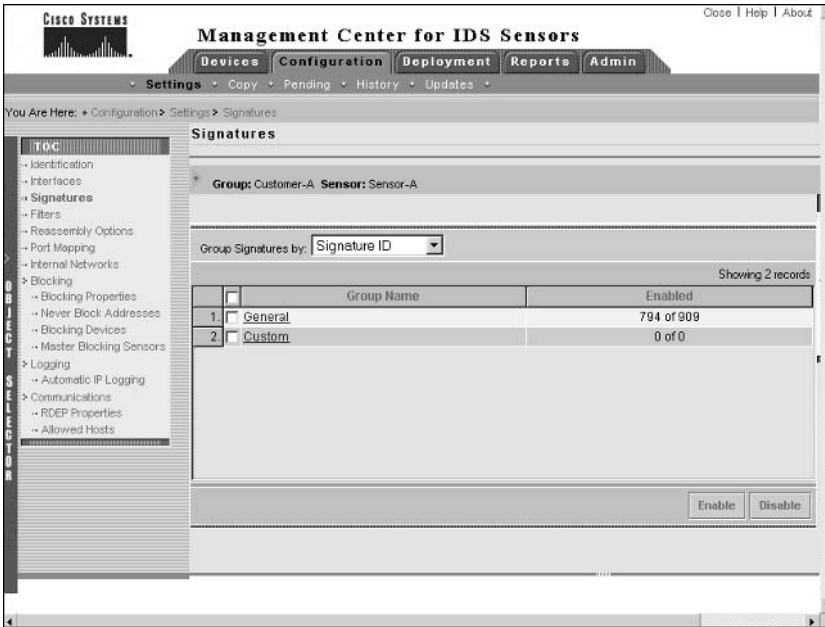 CISCO SYSTEMS
Close | Help | About
Management Center for IDS Sensors
Devices Configuration Deployment Reports Admin
Settings Copy Pending History Updates
You Are Here: Configuration > Settings > Signatures
TOC
Identification
Interfaces
Signatures
Filters
Reassembly Options
Port Mapping
Internal Networks
Blocking
Blocking Properties
Never Block Addresses
Blocking Devices
Master Blocking Sensors
Logging
Automatic IP Logging
Communications
RDEP Properties
Allowed Hosts
OBJECT SELECTOR
Signatures
Group: Customer-A Sensor: Sensor-A
Group Signatures by: Signature ID
Showing 2 records
Group Name Enabled
1. General 794 of 909
2. Custom 0 of 0
Enable Disable